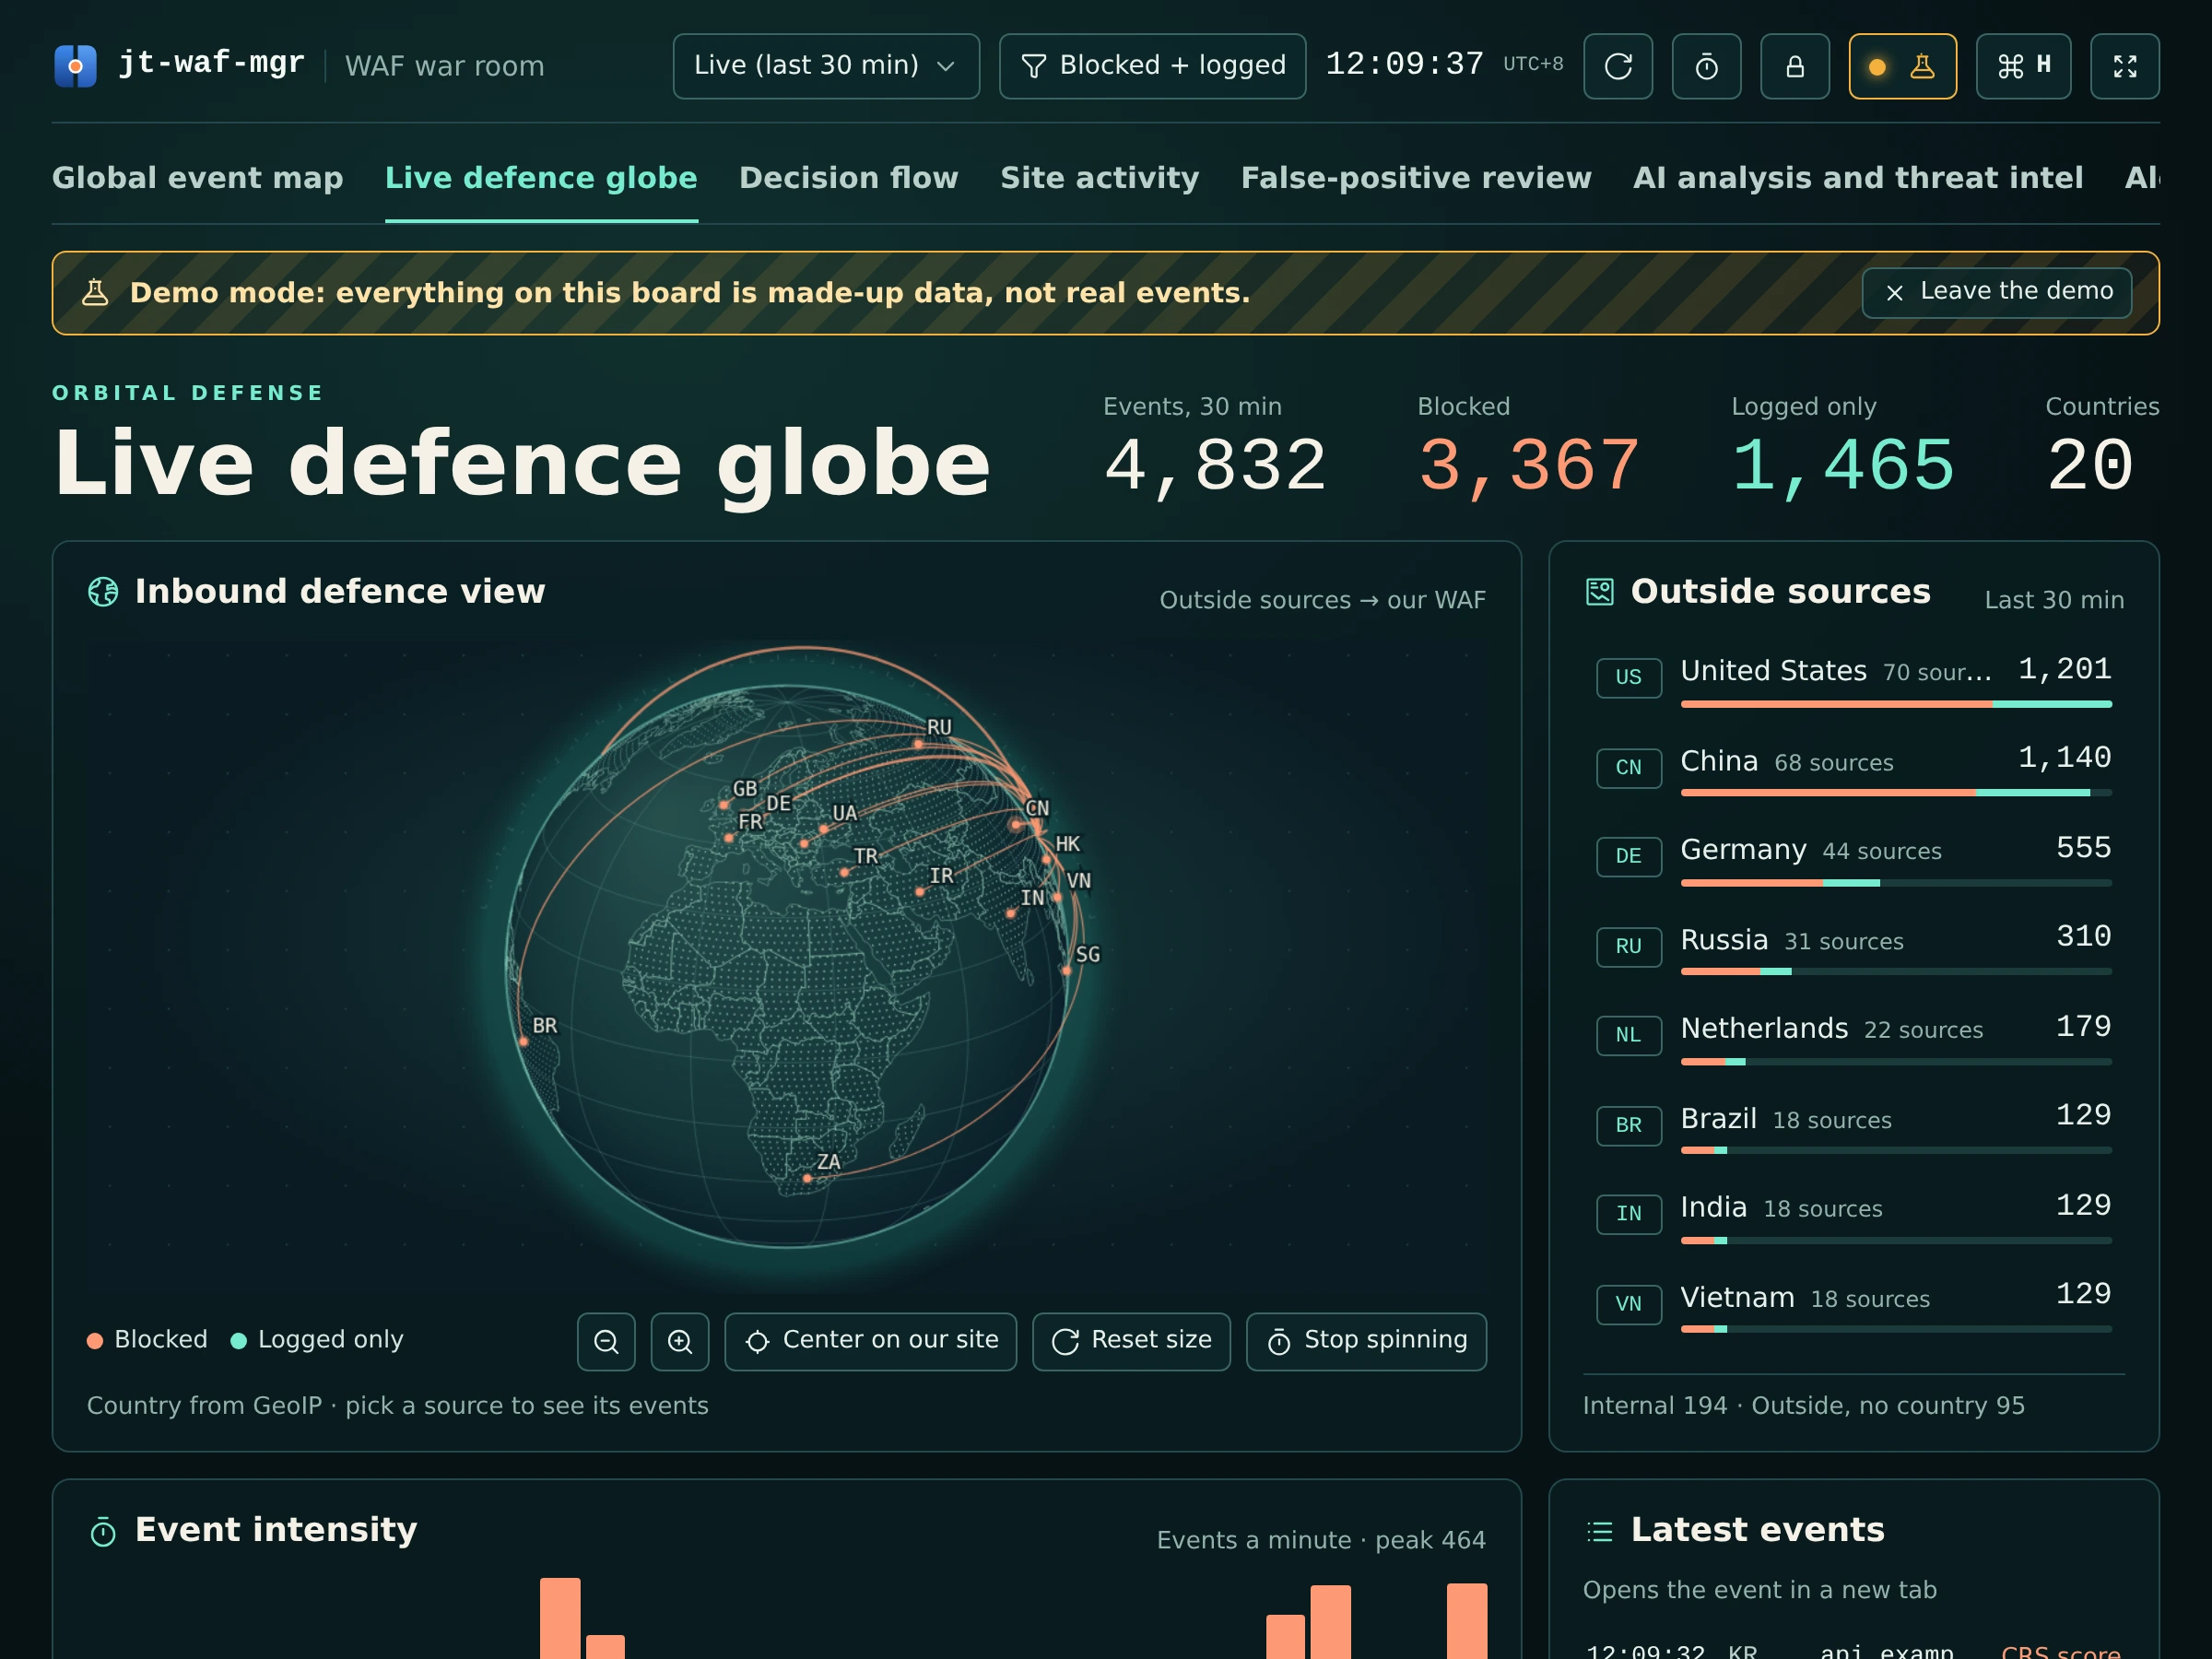 jt-waf-mgr WAF war room Live (last 30 min) Blocked + logged 12:09:37 UTC+8 ⌘ H
Global event map Live defence globe Decision flow Site activity False-positive review AI analysis and threat intel
Demo mode: everything on this board is made-up data, not real events. Leave the demo
ORBITAL DEFENSE
Live defence globe
Events, 30 min
4,832
Blocked
3,367
Logged only
1,465
Countries
20
Inbound defence view
Outside sources → our WAF
RU
GB
DE
FR
UA
CN
HK
TR
IR
VN
IN
SG
BR
ZA
Blocked Logged only
Center on our site Reset size Stop spinning
Country from GeoIP · pick a source to see its events
Outside sources Last 30 min
US United States 70 sour... 1,201
CN China 68 sources 1,140
DE Germany 44 sources 555
RU Russia 31 sources 310
NL Netherlands 22 sources 179
BR Brazil 18 sources 129
IN India 18 sources 129
VN Vietnam 18 sources 129
Internal 194 · Outside, no country 95
Event intensity Events a minute · peak 464
Latest events
Opens the event in a new tab
12:09:32 KR api.examp CRS score